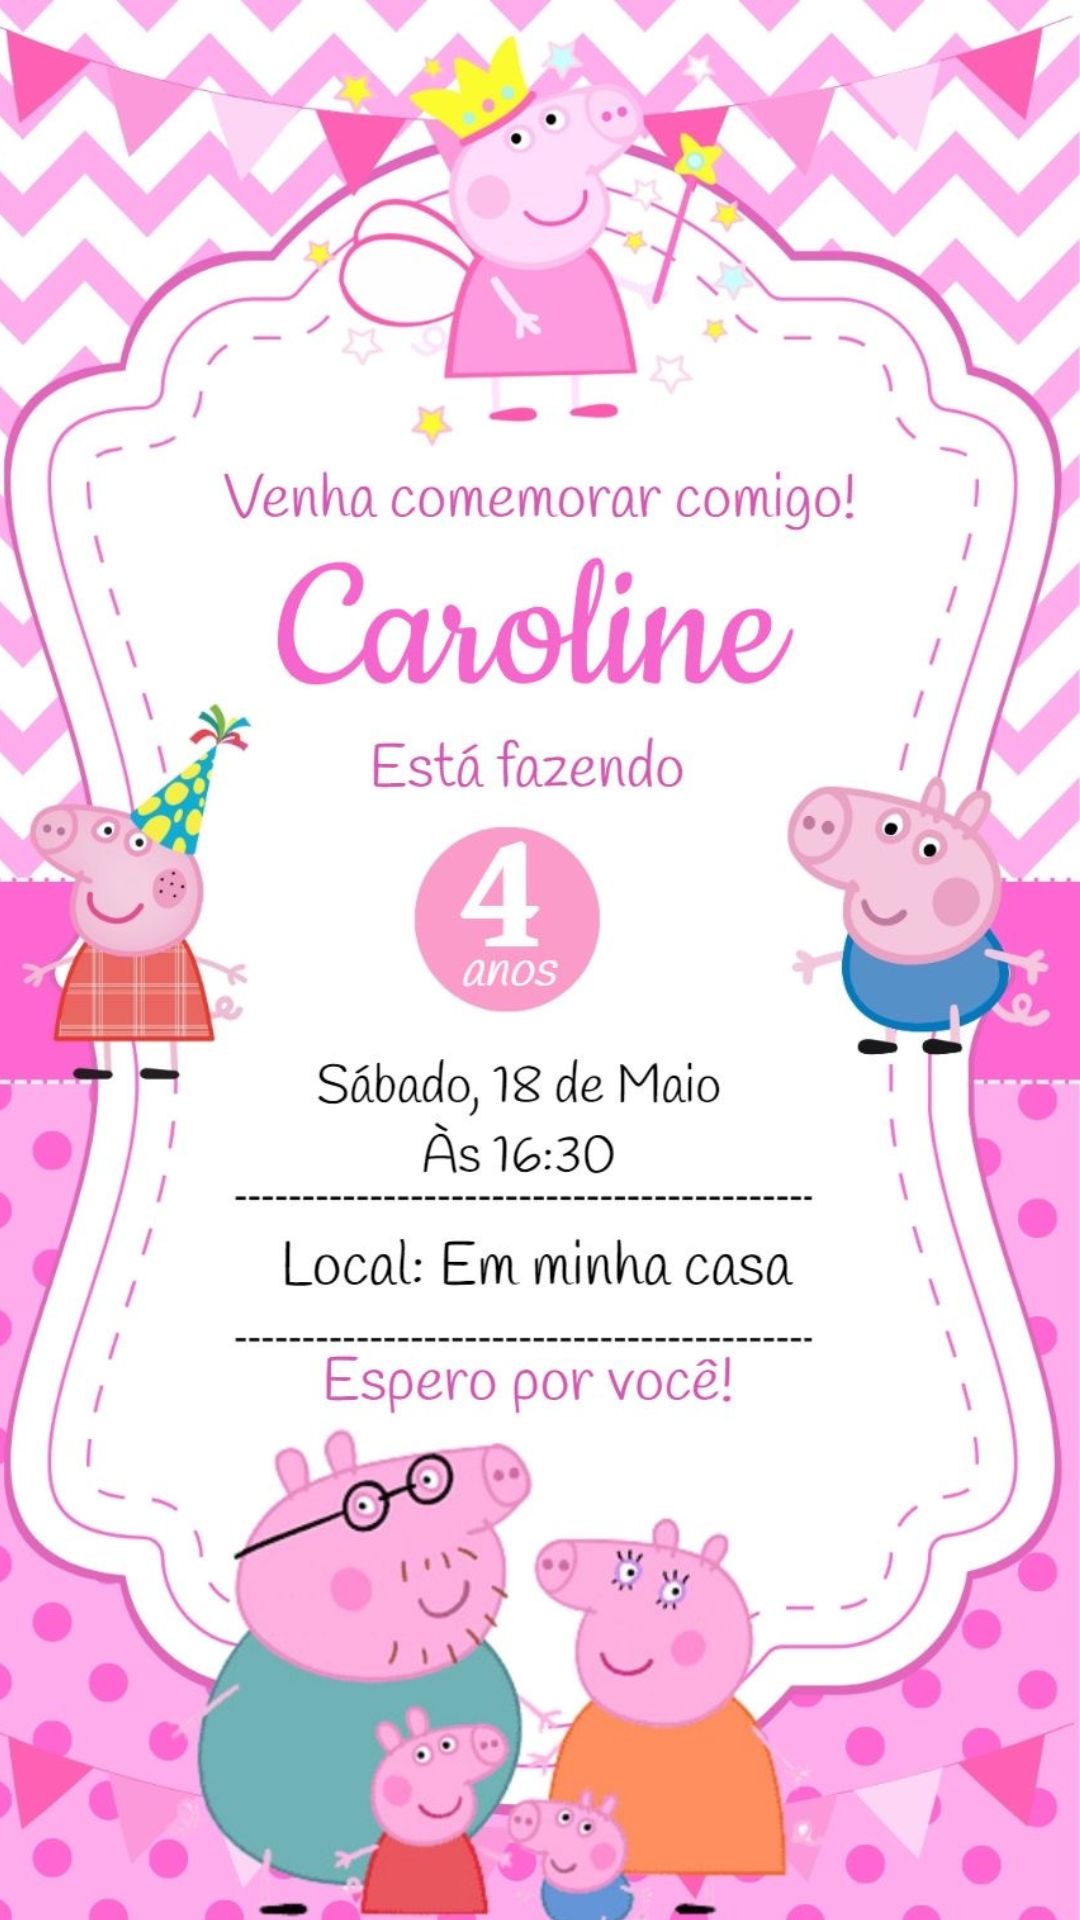 Venha comemorar comigo!
Caroline
Está fazendo
4
anos
Sábado, 18 de Maio
Às 16:30
Local: Em minha casa
Espero por você!